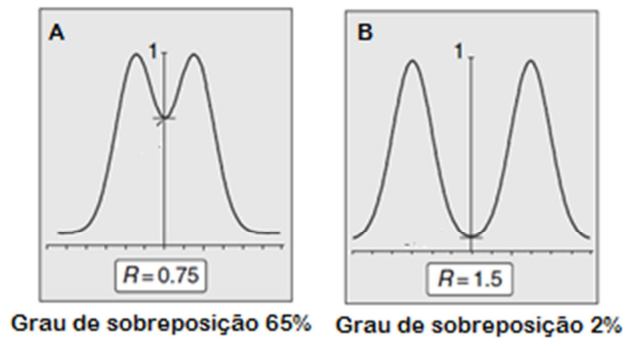 A
1
R = 0.75
Grau de sobreposição 65%
B
1
R = 1.5
Grau de sobreposição 2%